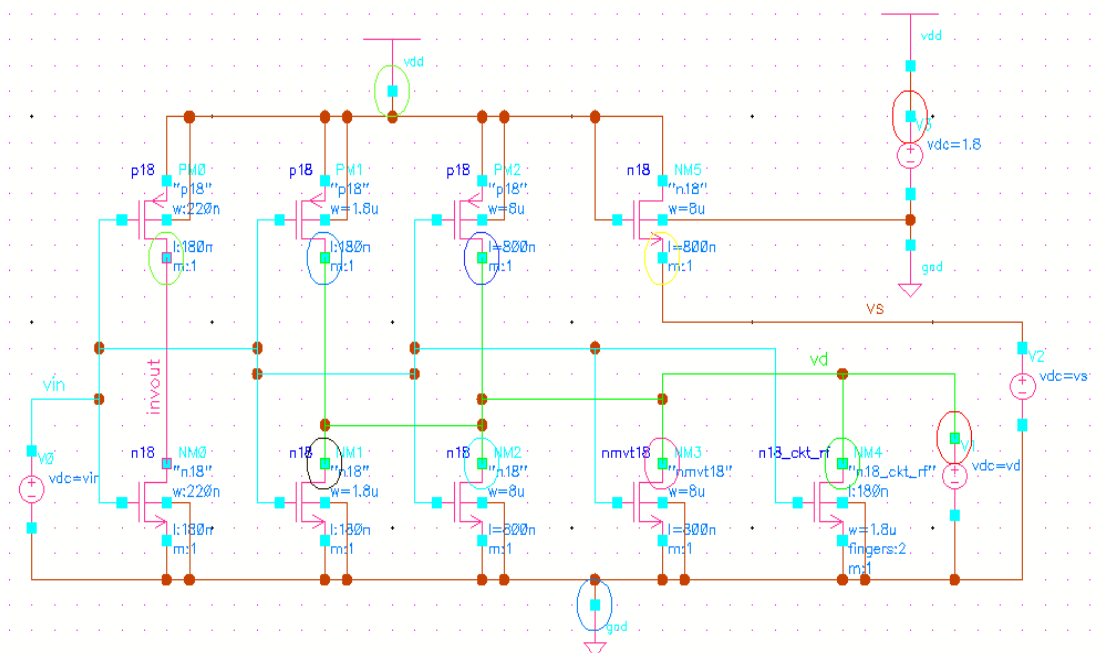 vdd
vdd
V3
vdc=1.8
gnd
p18 PM0
"p18"
w:220n
l:180n
m:1
p18 PM1
"p18"
w=1.8u
l:180n
m:1
p18 PM2
"p18"
w=8u
l=800n
m:1
n18 NM5
"n18"
w=8u
l=800n
m:1
vs
V2
vdc=vs
vin
invout
vd
V0
vdc=vin
n18 NM0
"n18"
w:220n
l:180n
m:1
n18 NM1
"n18"
w=1.8u
l:180n
m:1
n18 NM2
"n18"
w=8u
l=800n
m:1
nmvt18 NM3
"nmvt18"
w=8u
l=800n
m:1
n18_ckt_rf NM4
"n18_ckt_rf"
l:180n
w=1.8u
fingers:2
m:1
V1
vdc=vd
gnd